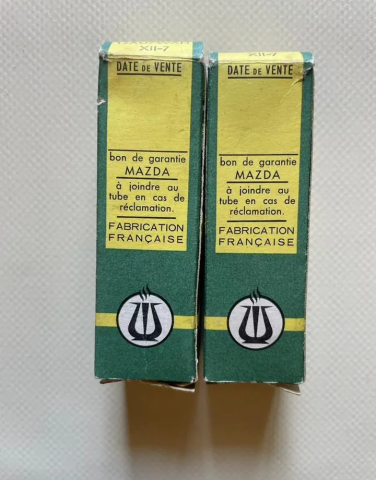 XII-7
DATE DE VENTE
bon de garantie
MAZDA
à joindre au
tube en cas de
réclamation.
FABRICATION
FRANÇAISE
XII-7
DATE DE VENTE
bon de garantie
MAZDA
à joindre au
tube en cas de
réclamation.
FABRICATION
FRANÇAISE